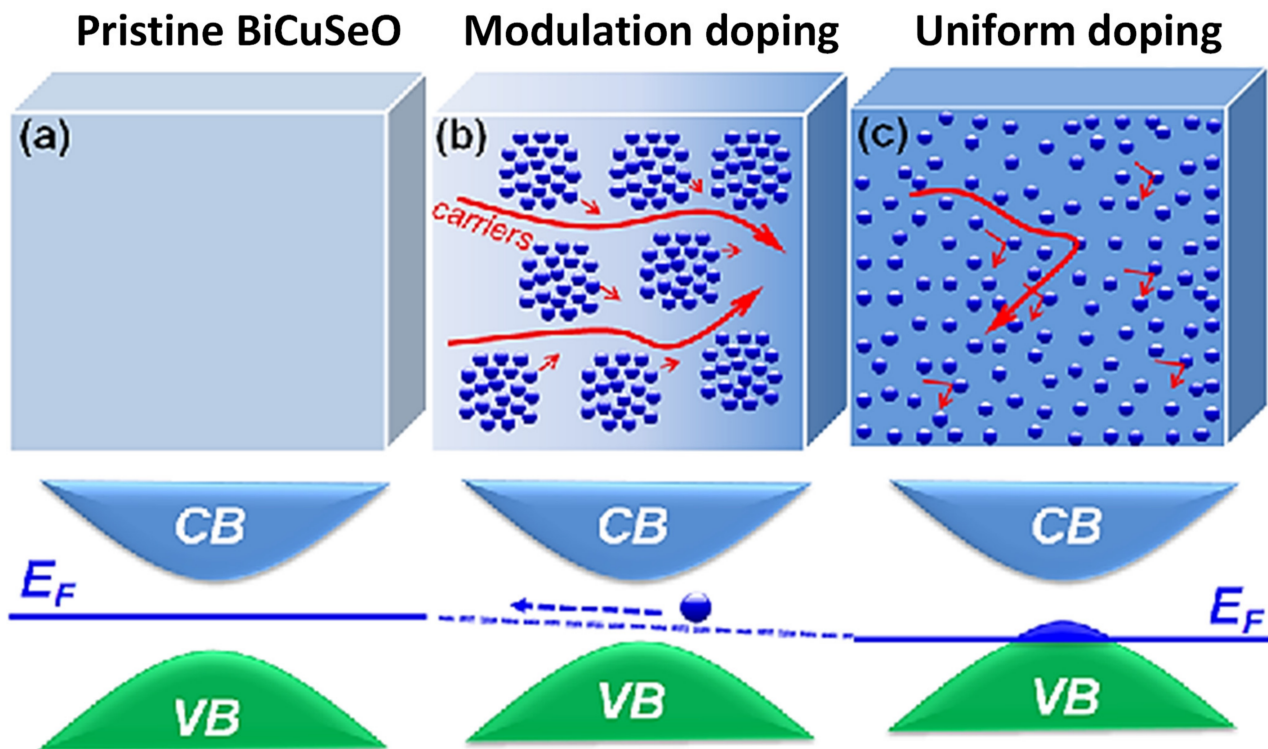 Pristine BiCuSeO
Modulation doping
Uniform doping
(a)
(b)
(c)
carriers
CB
CB
CB
E_F
E_F
VB
VB
VB